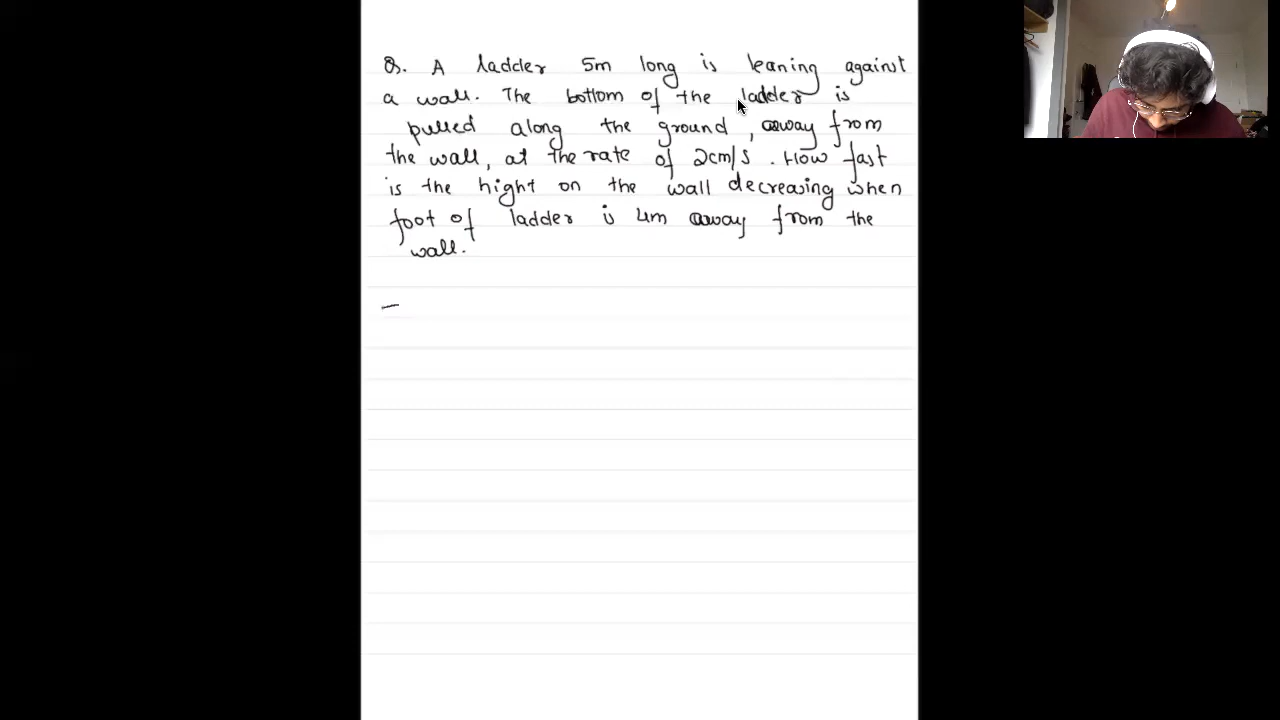 Q. A ladder 5m long is leaning against
a wall. The bottom of the ladder is
pulled along the ground, away from
the wall, at the rate of 2cm/s. How fast
is the hight on the wall decreasing when
foot of ladder is 4m away from the
wall.